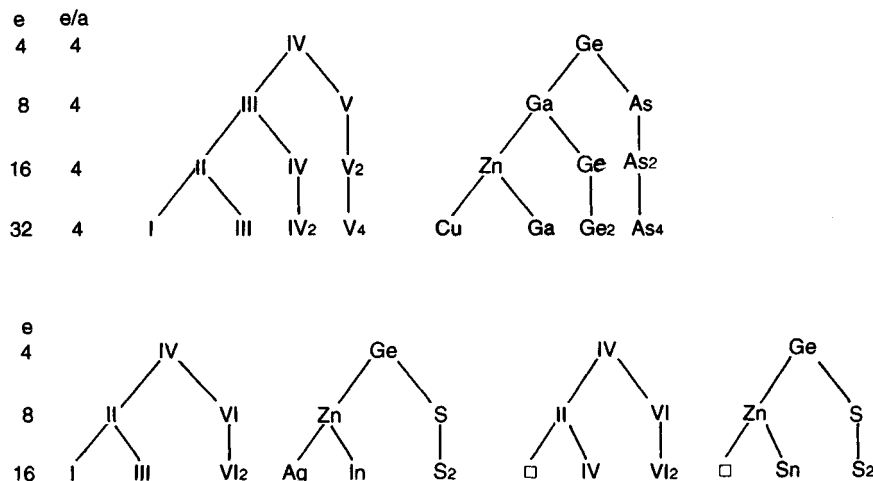 e e/a
4 4 IV Ge
8 4 III V Ga As
16 4 II IV V2 Zn Ge As2
32 4 I III IV2 V4 Cu Ga Ge2 As4
e
4 IV Ge IV Ge
8 II VI Zn S II VI Zn S
16 I III VI2 Ag In S2 □ IV VI2 □ Sn S2